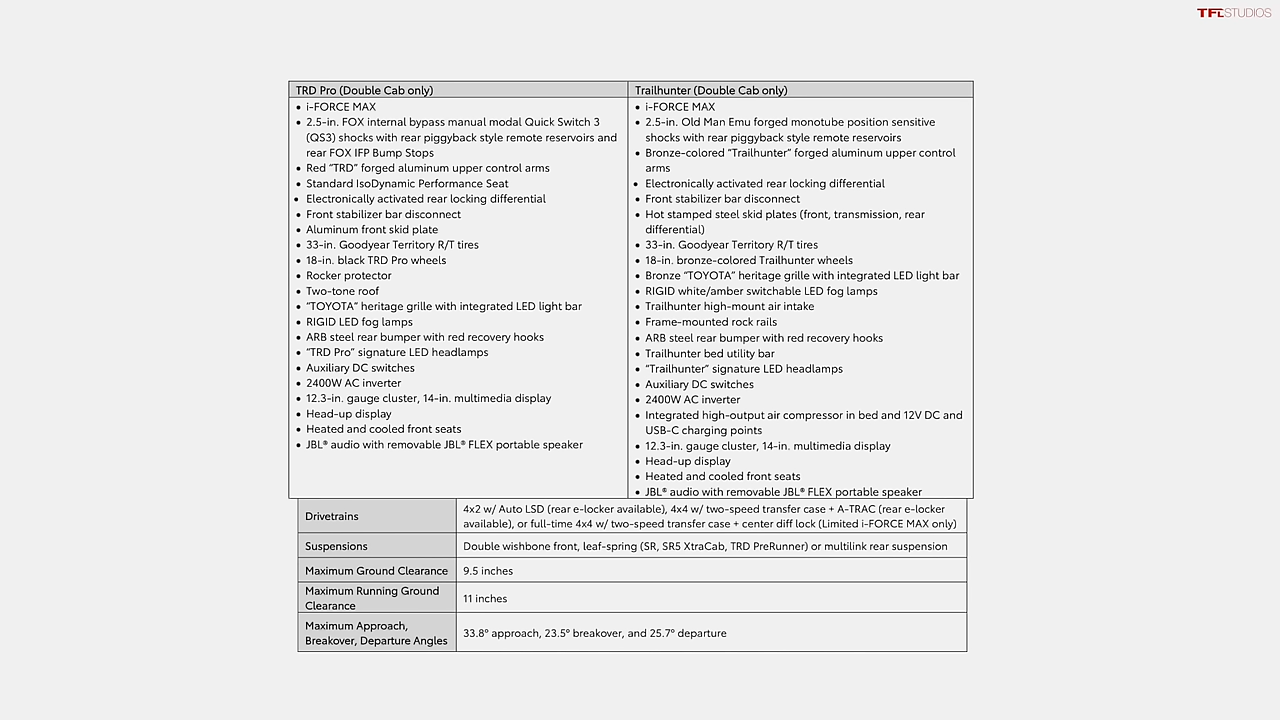 TFLSTUDIOS
TRD Pro (Double Cab only)
• i-FORCE MAX
• 2.5-in. FOX internal bypass manual modal Quick Switch 3
(QS3) shocks with rear piggyback style remote reservoirs and
rear FOX IFP Bump Stops
• Red “TRD” forged aluminum upper control arms
• Standard IsoDynamic Performance Seat
• Electronically activated rear locking differential
• Front stabilizer bar disconnect
• Aluminum front skid plate
• 33-in. Goodyear Territory R/T tires
• 18-in. black TRD Pro wheels
• Rocker protector
• Two-tone roof
• “TOYOTA” heritage grille with integrated LED light bar
• RIGID LED fog lamps
• ARB steel rear bumper with red recovery hooks
• “TRD Pro” signature LED headlamps
• Auxiliary DC switches
• 2400W AC inverter
• 12.3-in. gauge cluster, 14-in. multimedia display
• Head-up display
• Heated and cooled front seats
• JBL® audio with removable JBL® FLEX portable speaker
Trailhunter (Double Cab only)
• i-FORCE MAX
• 2.5-in. Old Man Emu forged monotube position sensitive
shocks with rear piggyback style remote reservoirs
• Bronze-colored “Trailhunter” forged aluminum upper control
arms
• Electronically activated rear locking differential
• Front stabilizer bar disconnect
• Hot stamped steel skid plates (front, transmission, rear
differential)
• 33-in. Goodyear Territory R/T tires
• 18-in. bronze-colored Trailhunter wheels
• Bronze “TOYOTA” heritage grille with integrated LED light bar
• RIGID white/amber switchable LED fog lamps
• Trailhunter high-mount air intake
• Frame-mounted rock rails
• ARB steel rear bumper with red recovery hooks
• Trailhunter bed utility bar
• “Trailhunter” signature LED headlamps
• Auxiliary DC switches
• 2400W AC inverter
• Integrated high-output air compressor in bed and 12V DC and
USB-C charging points
• 12.3-in. gauge cluster, 14-in. multimedia display
• Head-up display
• Heated and cooled front seats
• JBL® audio with removable JBL® FLEX portable speaker
Drivetrains
4x2 w/ Auto LSD (rear e-locker available), 4x4 w/ two-speed transfer case + A-TRAC (rear e-locker
available), or full-time 4x4 w/ two-speed transfer case + center diff lock (Limited i-FORCE MAX only)
Suspensions
Double wishbone front, leaf-spring (SR, SR5 XtraCab, TRD PreRunner) or multilink rear suspension
Maximum Ground Clearance
9.5 inches
Maximum Running Ground
Clearance
11 inches
Maximum Approach,
Breakover, Departure Angles
33.8° approach, 23.5° breakover, and 25.7° departure